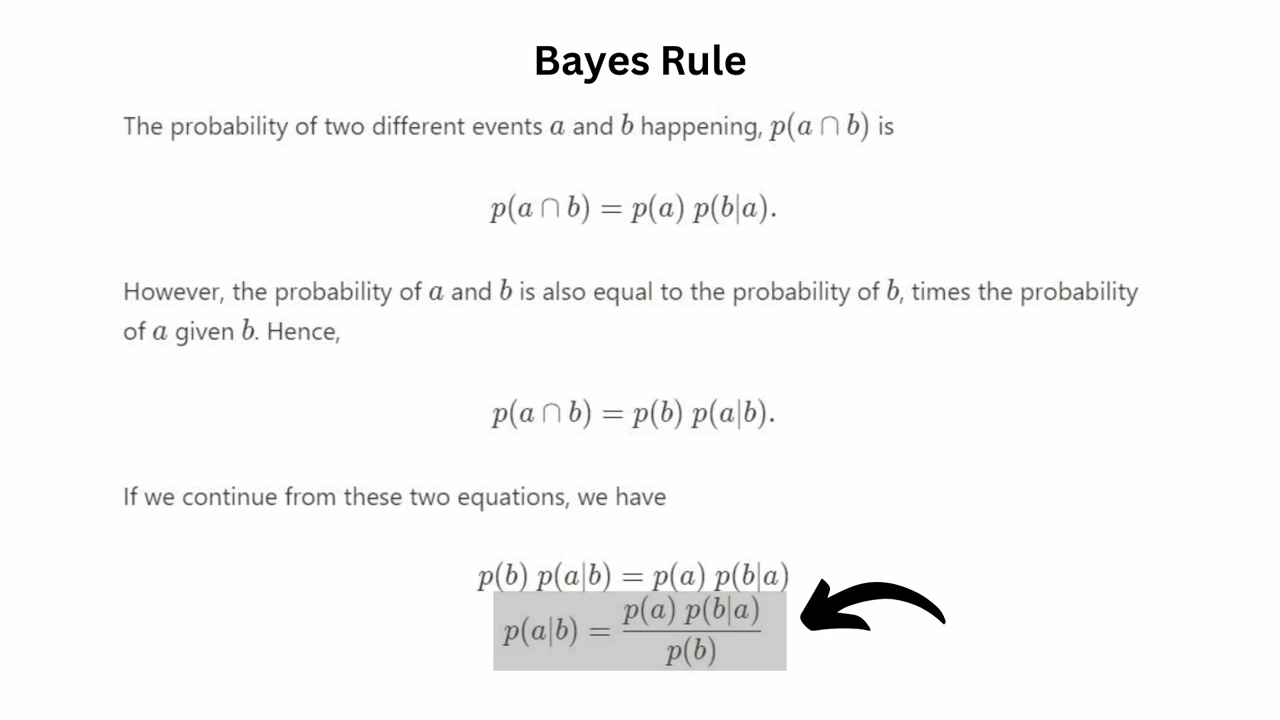 Bayes Rule
The probability of two different events a and b happening, p(a ∩ b) is
p(a ∩ b) = p(a) p(b|a).
However, the probability of a and b is also equal to the probability of b, times the probability
of a given b. Hence,
p(a ∩ b) = p(b) p(a|b).
If we continue from these two equations, we have
p(b) p(a|b) = p(a) p(b|a)
p(a|b) = p(a) p(b|a) / p(b)